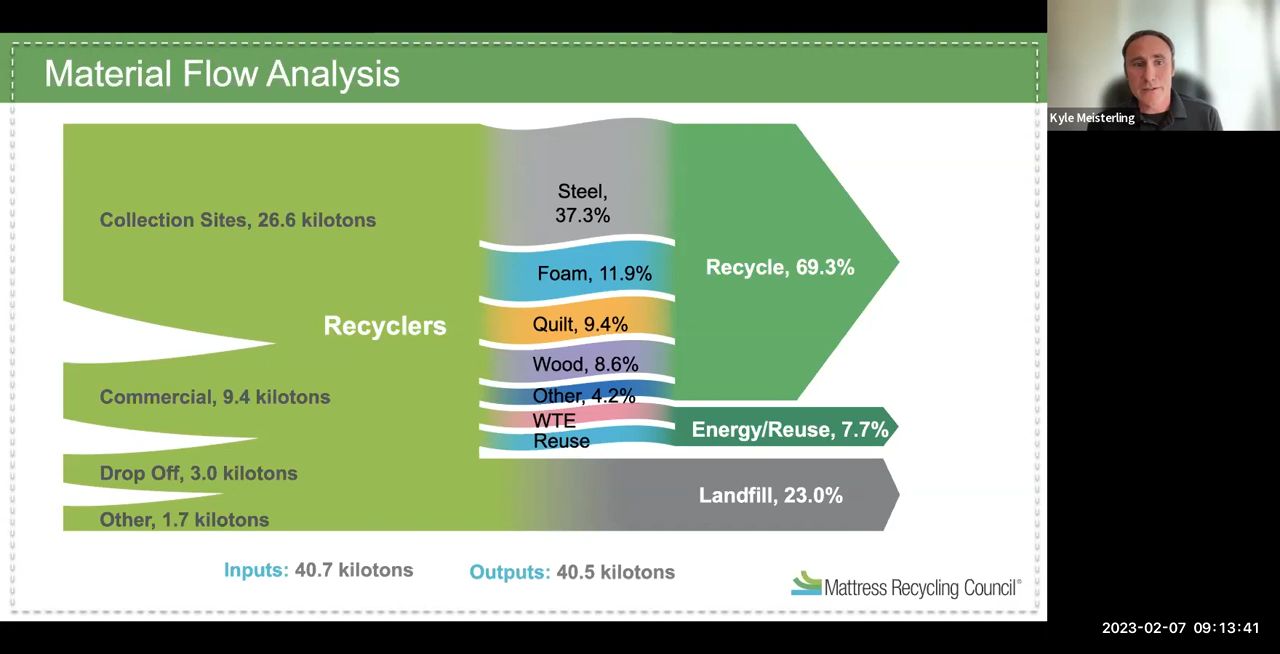 Material Flow Analysis
Kyle Meisterling
Collection Sites, 26.6 kilotons
Recyclers
Commercial, 9.4 kilotons
Drop Off, 3.0 kilotons
Other, 1.7 kilotons
Steel,
37.3%
Foam, 11.9%
Quilt, 9.4%
Wood, 8.6%
Other, 4.2%
WTE
Reuse
Recycle, 69.3%
Energy/Reuse, 7.7%
Landfill, 23.0%
Inputs: 40.7 kilotons
Outputs: 40.5 kilotons
Mattress Recycling Council®
2023-02-07 09:13:41